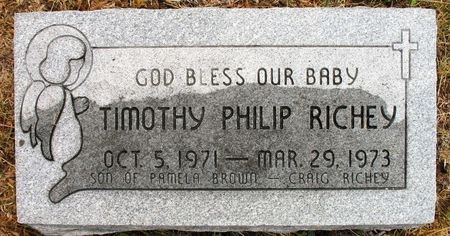 GOD BLESS OUR BABY
TIMOTHY PHILIP RICHEY
OCT. 5, 1971 — MAR. 29, 1973
SON OF PAMELA BROWN — CRAIG RICHEY